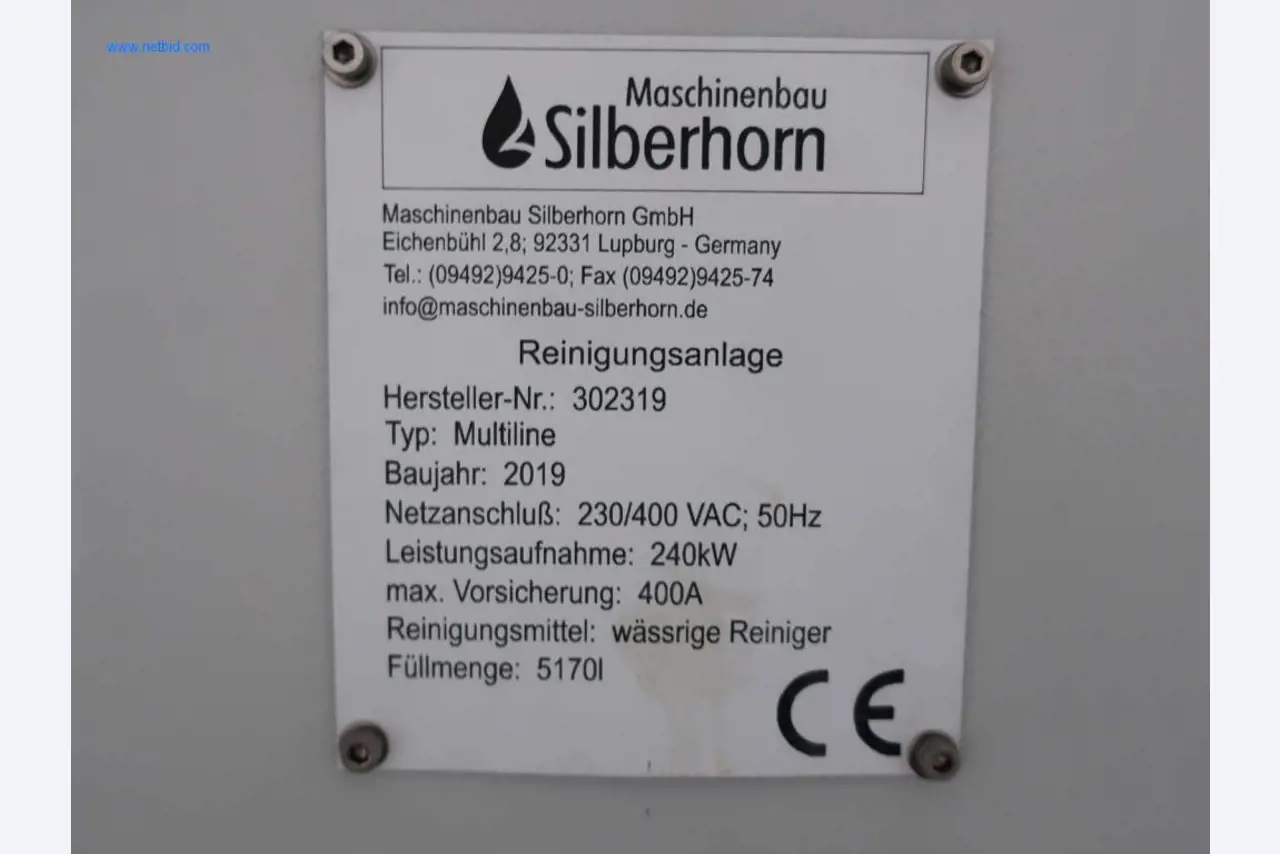 www.netbid.com
Maschinenbau
Silberhorn
Maschinenbau Silberhorn GmbH
Eichenbühl 2,8; 92331 Lupburg - Germany
Tel.: (09492)9425-0; Fax (09492)9425-74
info@maschinenbau-silberhorn.de
Reinigungsanlage
Hersteller-Nr.: 302319
Typ: Multiline
Baujahr: 2019
Netzanschluß: 230/400 VAC; 50Hz
Leistungsaufnahme: 240kW
max. Vorsicherung: 400A
Reinigungsmittel: wässrige Reiniger
Füllmenge: 5170l
CE